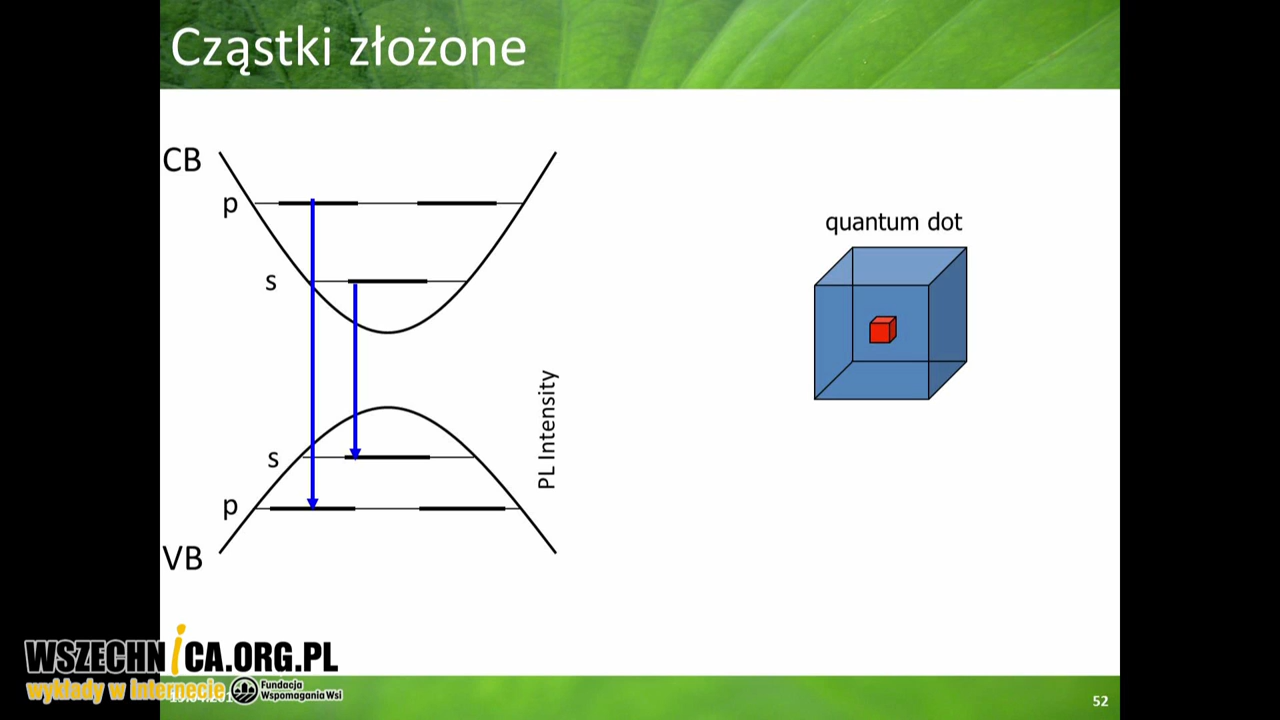 Cząstki złożone
CB
p
s
s
p
VB
PL Intensity
quantum dot
WSZECHNiCA.ORG.PL
wykłady w internecie
Fundacja
Wspomagania Wsi
52